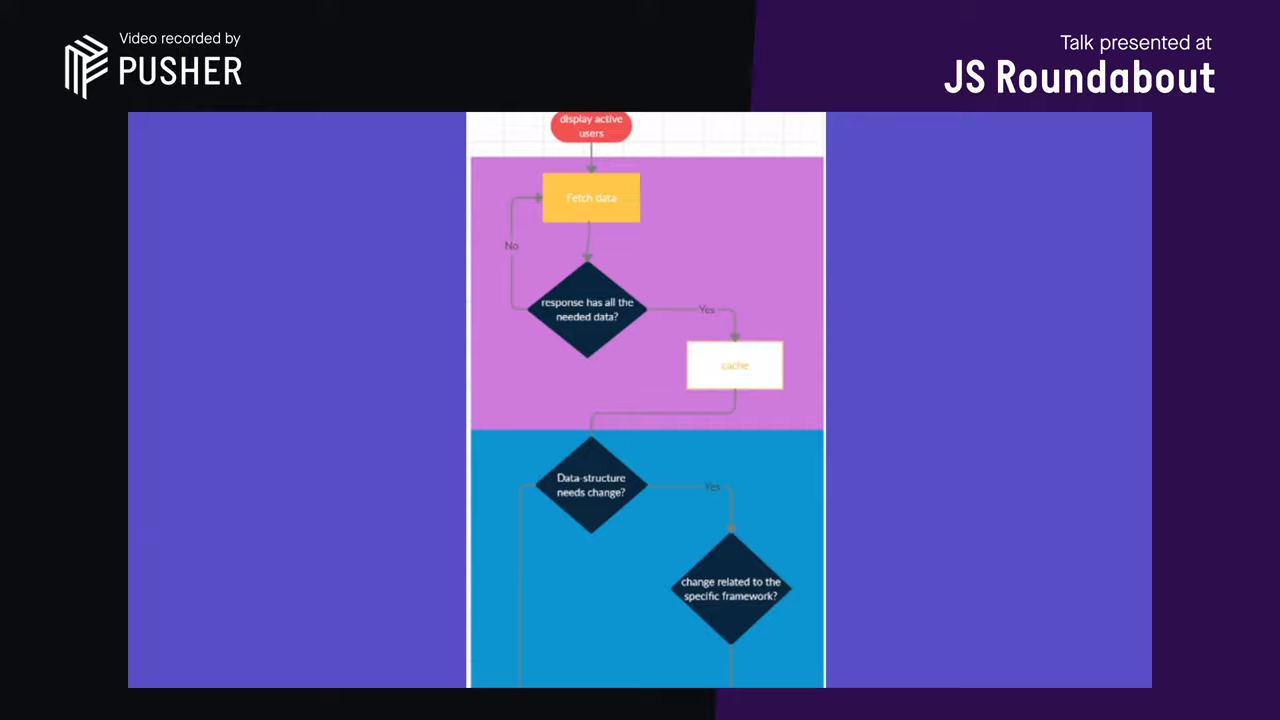 Video recorded by
PUSHER
Talk presented at
JS Roundabout
display active
users
Fetch data
No
response has all the
needed data?
Yes
cache
Data-structure
needs change?
Yes
change related to the
specific framework?